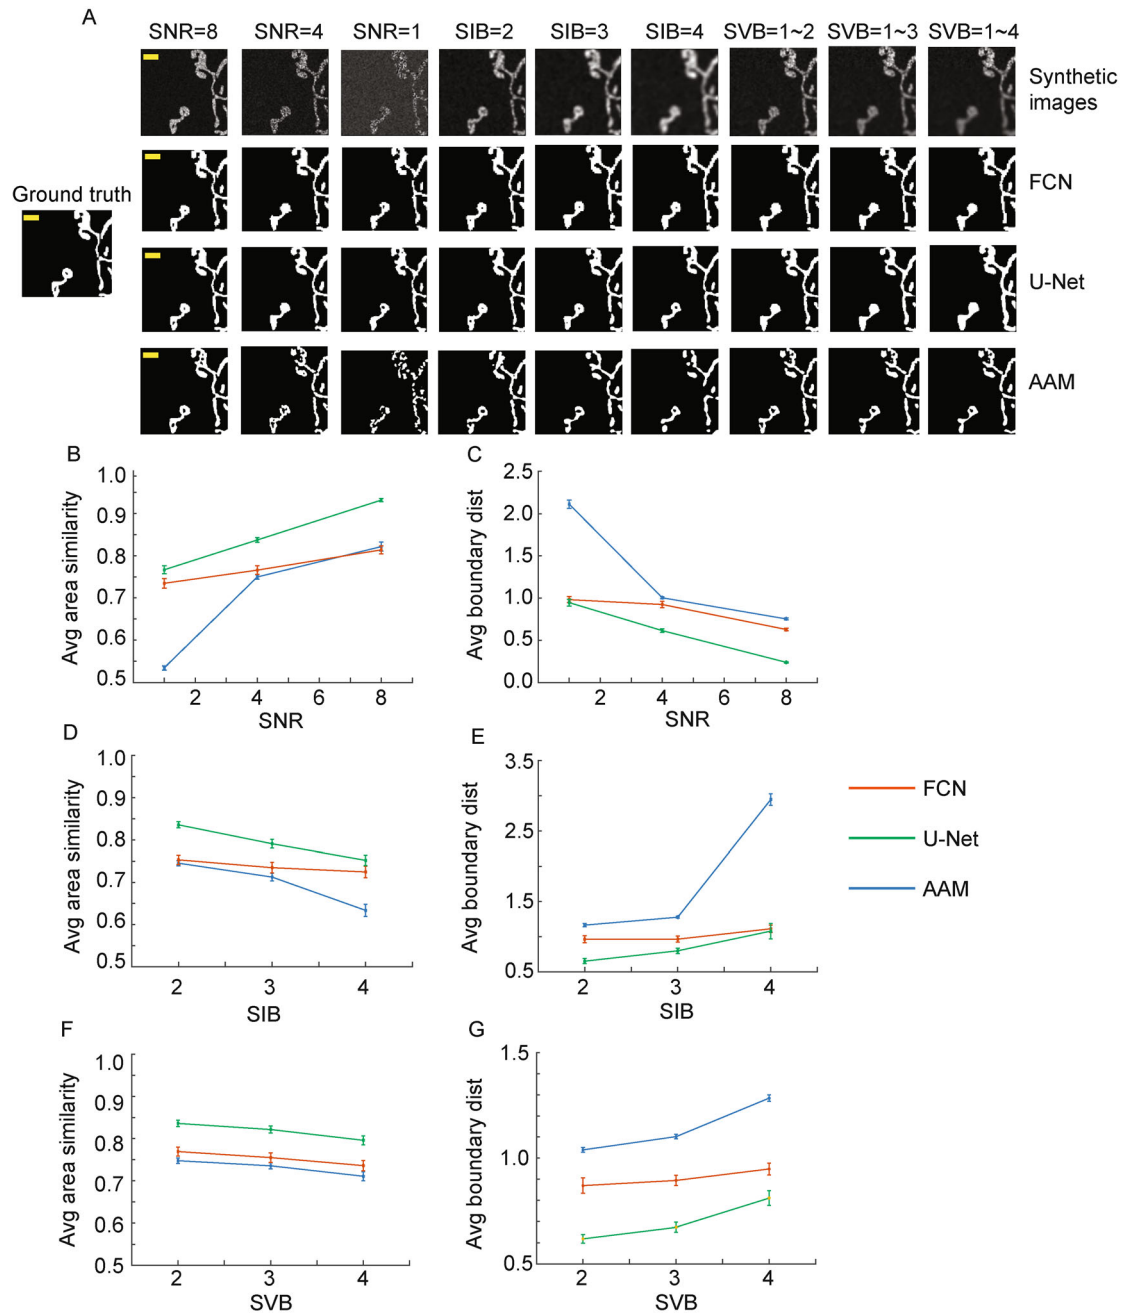 A
SNR=8 SNR=4 SNR=1 SIB=2 SIB=3 SIB=4 SVB=1~2 SVB=1~3 SVB=1~4
Synthetic
images
FCN
Ground truth
U-Net
AAM
B
1.0
0.9
0.8
0.7
0.6
0.5
Avg area similarity
2 4 6 8
SNR
C
2.5
2.0
1.5
1.0
0.5
0.0
Avg boundary dist
2 4 6 8
SNR
D
1.0
0.9
0.8
0.7
0.6
0.5
Avg area similarity
2 3 4
SIB
E
3.5
2.5
1.5
0.5
Avg boundary dist
2 3 4
SIB
FCN
U-Net
AAM
F
1.0
0.9
0.8
0.7
0.6
0.5
Avg area similarity
2 3 4
SVB
G
1.5
1.0
0.5
Avg boundary dist
2 3 4
SVB